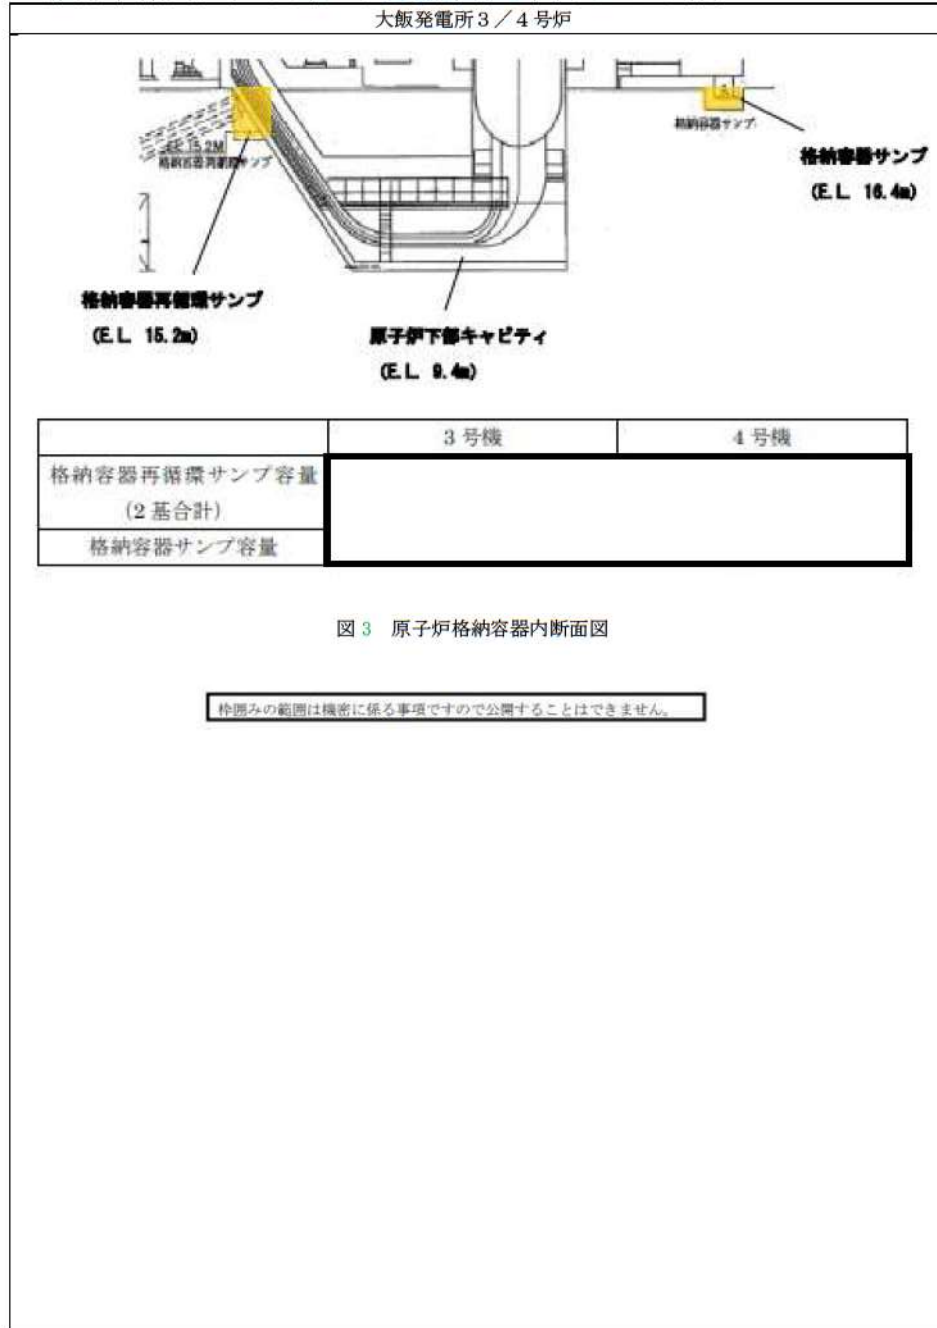 大飯発電所3／4号炉
格納容器サンプ
格納容器サンプ
(E.L. 16.4m)
E.L. 15.2M
格納容器再循環サンプ
格納容器再循環サンプ
(E.L. 15.2m)
原子炉下部キャビティ
(E.L. 9.4m)
3号機 4号機
格納容器再循環サンプ容量
(2基合計)
格納容器サンプ容量
図3 原子炉格納容器内断面図
枠囲みの範囲は機密に係る事項ですので公開することはできません。